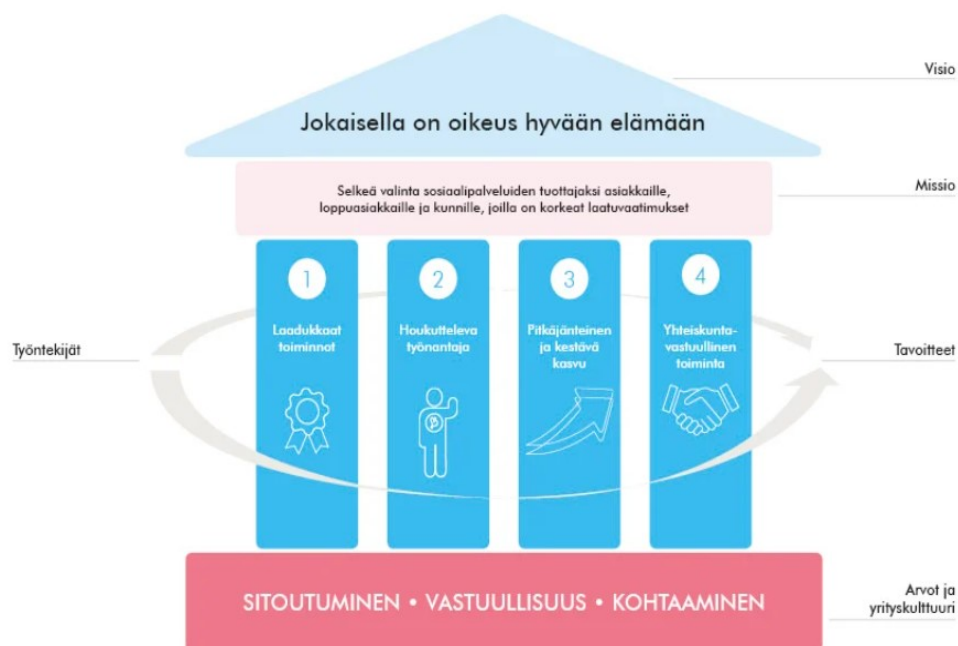 Visio
Jokaisella on oikeus hyvään elämään
Missio
Selkeä valinta sosiaalipalveluiden tuottajaksi asiakkaille,
loppuasiakkaille ja kunnille, joilla on korkeat laatuvaatimukset
1
Laadukkaat
toiminnot
2
Houkutteleva
työnantaja
3
Pitkäjänteinen
ja kestävä
kasvu
4
Yhteiskunta-
vastuullinen
toiminta
Työntekijät
Tavoitteet
SITOUTUMINEN • VASTUULLISUUS • KOHTAAMINEN
Arvot ja
yrityskulttuuri